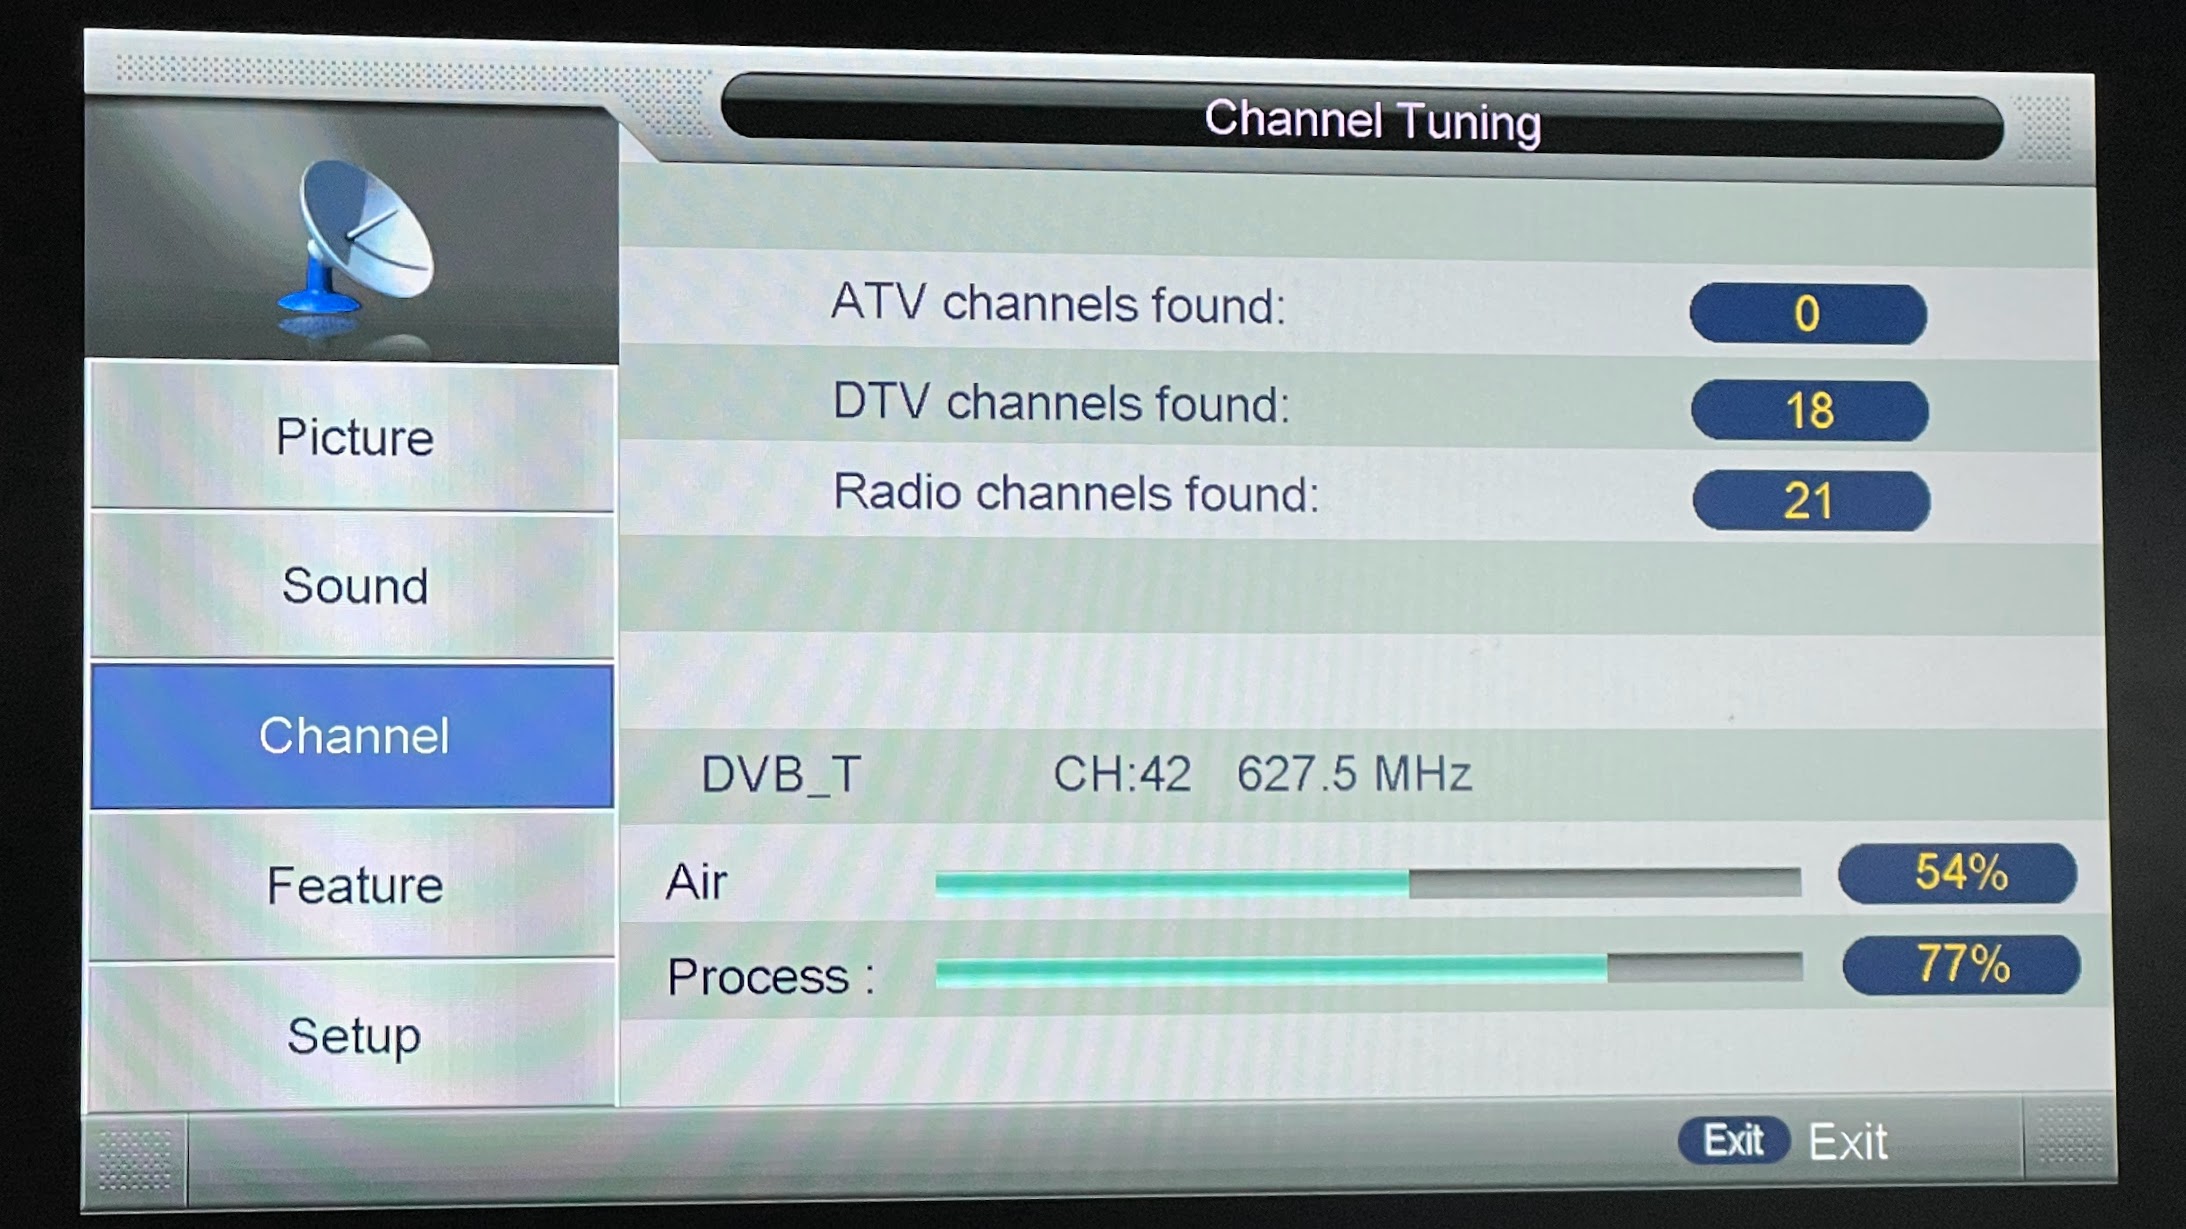 Channel Tuning
ATV channels found: 0
DTV channels found: 18
Radio channels found: 21
Picture
Sound
Channel
Feature
Setup
DVB_T CH:42 627.5 MHz
Air 54%
Process : 77%
Exit Exit